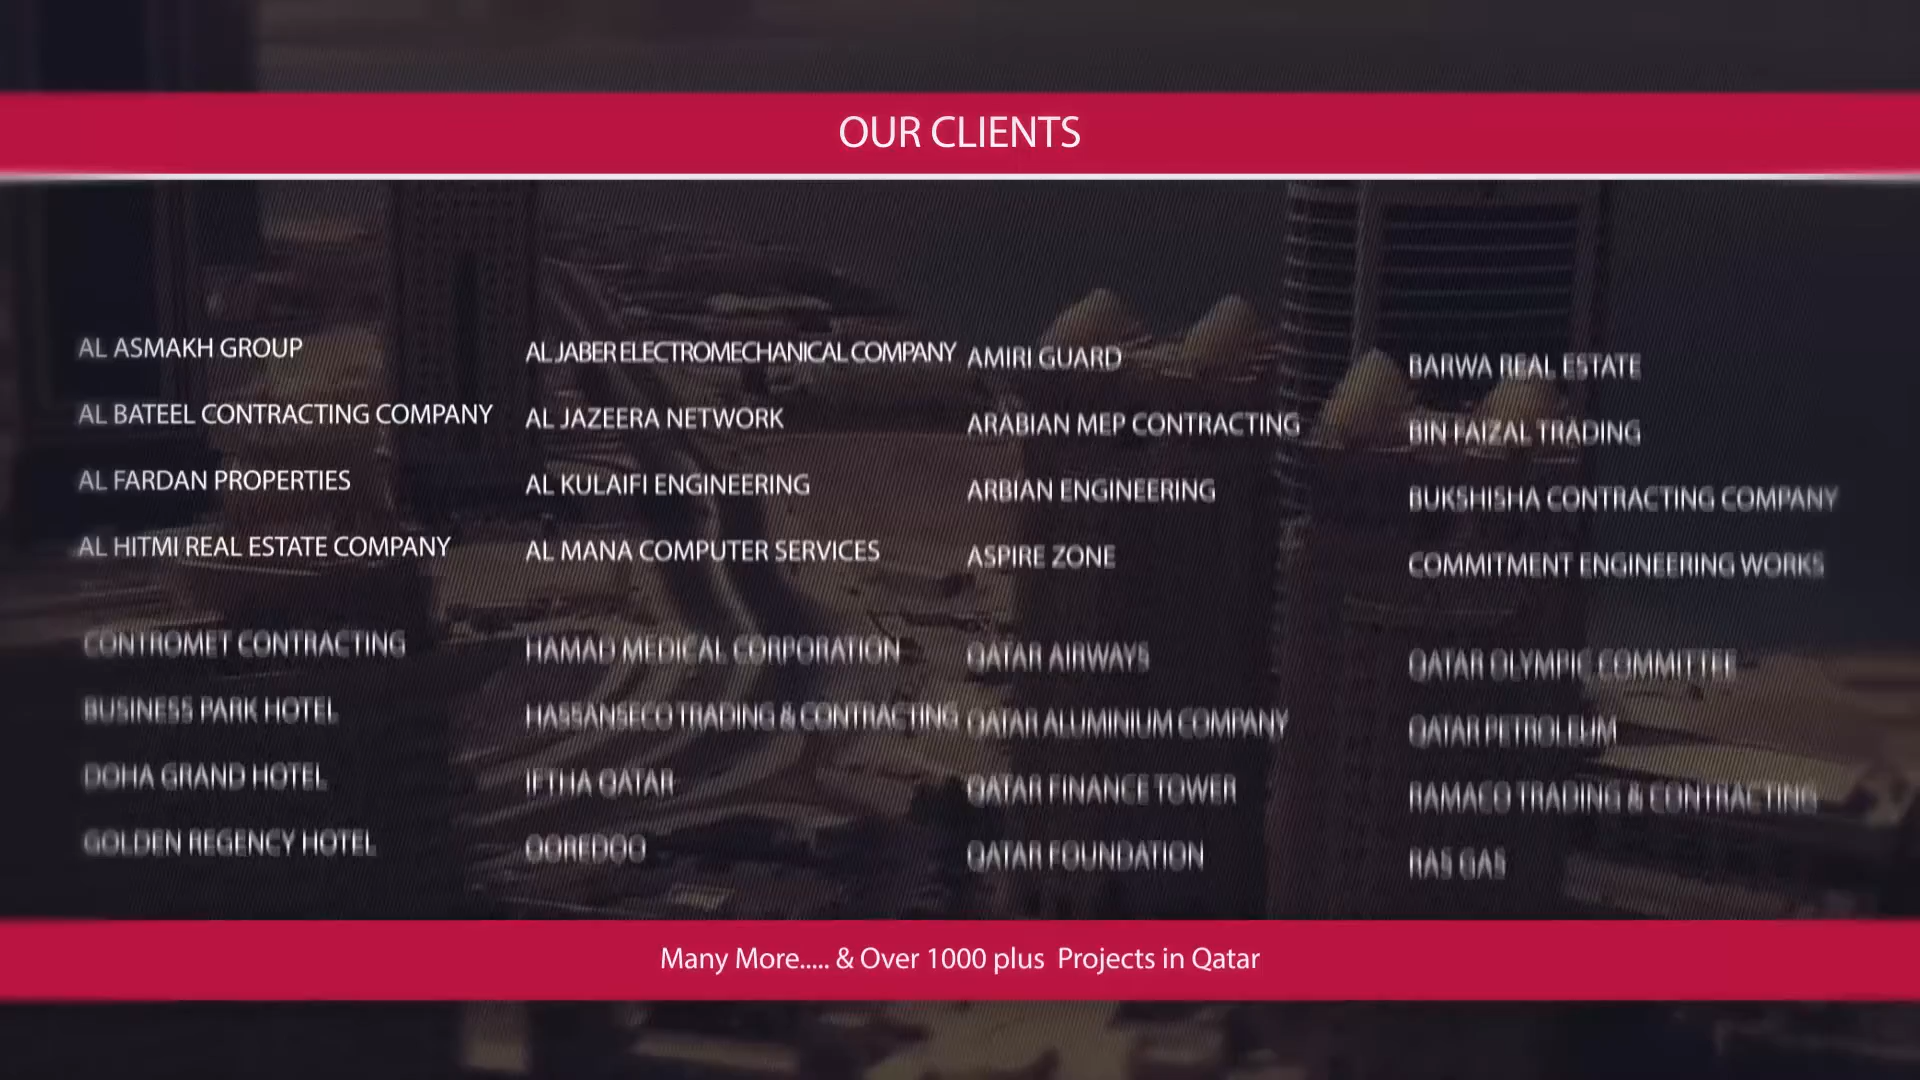 OUR CLIENTS
AL ASMAKH GROUP
AL BATEEL CONTRACTING COMPANY
AL FARDAN PROPERTIES
AL HITMI REAL ESTATE COMPANY
AL JABER ELECTROMECHANICAL COMPANY
AL JAZEERA NETWORK
AL KULAIFI ENGINEERING
AL MANA COMPUTER SERVICES
AMIRI GUARD
ARABIAN MEP CONTRACTING
ARBIAN ENGINEERING
ASPIRE ZONE
BARWA REAL ESTATE
BIN FAIZAL TRADING
BUKSHISHA CONTRACTING COMPANY
COMMITMENT ENGINEERING WORKS
CONTROMET CONTRACTING
BUSINESS PARK HOTEL
DOHA GRAND HOTEL
GOLDEN REGENCY HOTEL
HAMAD MEDICAL CORPORATION
HASSANSECO TRADING & CONTRACTING
IFTHA QATAR
OOREDOO
QATAR AIRWAYS
QATAR ALUMINIUM COMPANY
QATAR FINANCE TOWER
QATAR FOUNDATION
QATAR OLYMPIC COMMITTEE
QATAR PETROLEUM
RAMACO TRADING & CONTRACTING
RAS GAS
Many More..... & Over 1000 plus Projects in Qatar